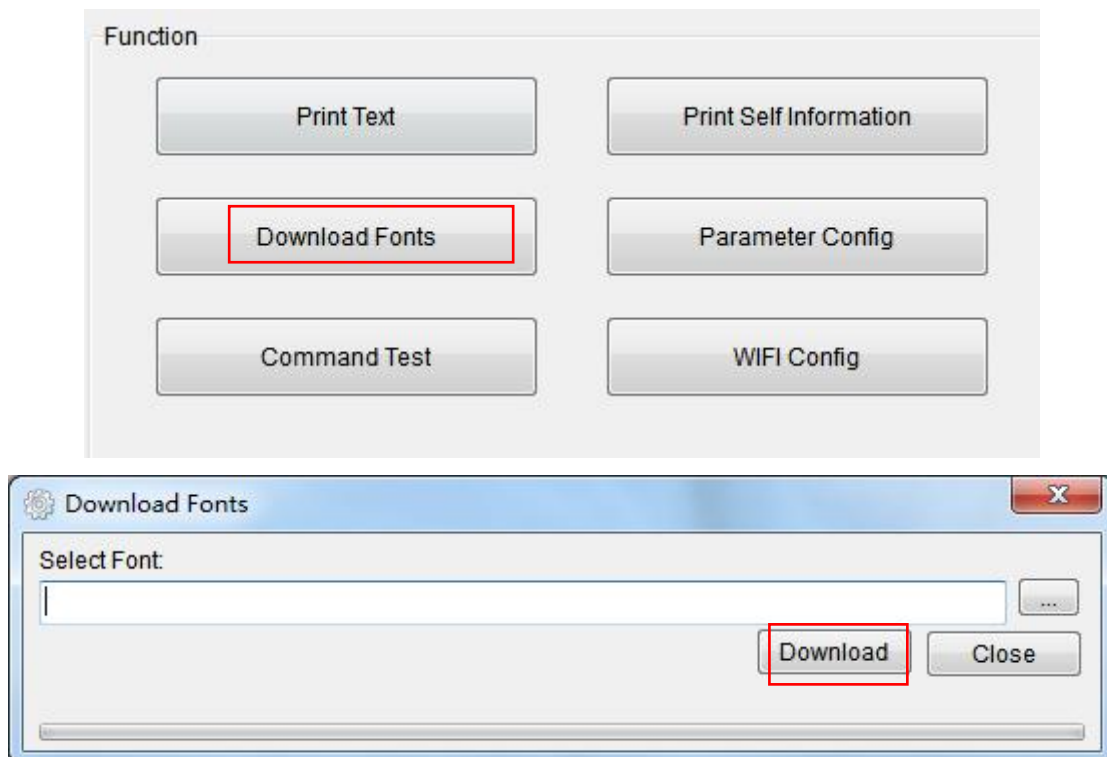 Function
Print Text
Print Self Information
Download Fonts
Parameter Config
Command Test
WIFI Config
Download Fonts
X
Select Font:
...
Download
Close